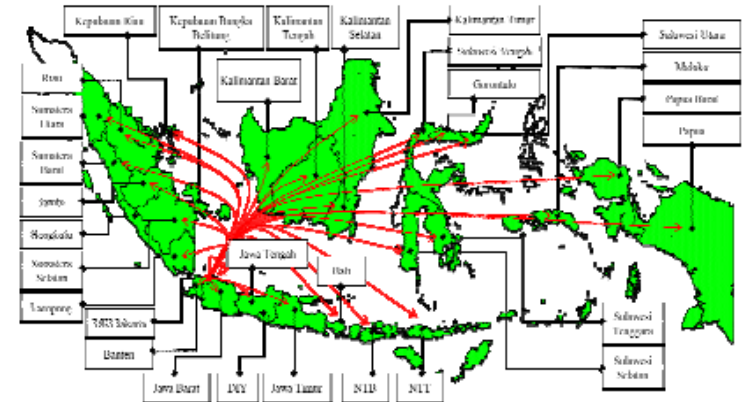 Kepulauan Riau
Kepulauan Bangka
Belitung
Kalimantan
Tengah
Kalimantan
Selatan
Kalimantan Timur
Sulawesi Utara
Sulawesi Tengah
Maluku
Riau
Kalimantan Barat
Gorontalo
Papua Barat
Sumatera
Utara
Papua
Sumatera
Barat
Jambi
Bengkulu
Jawa Tengah
Sumatera
Selatan
Bali
Lampung
DKI Jakarta
Sulawesi
Tenggara
Banten
Sulawesi
Selatan
Jawa Barat
DIY
Jawa Timur
NTB
NTT